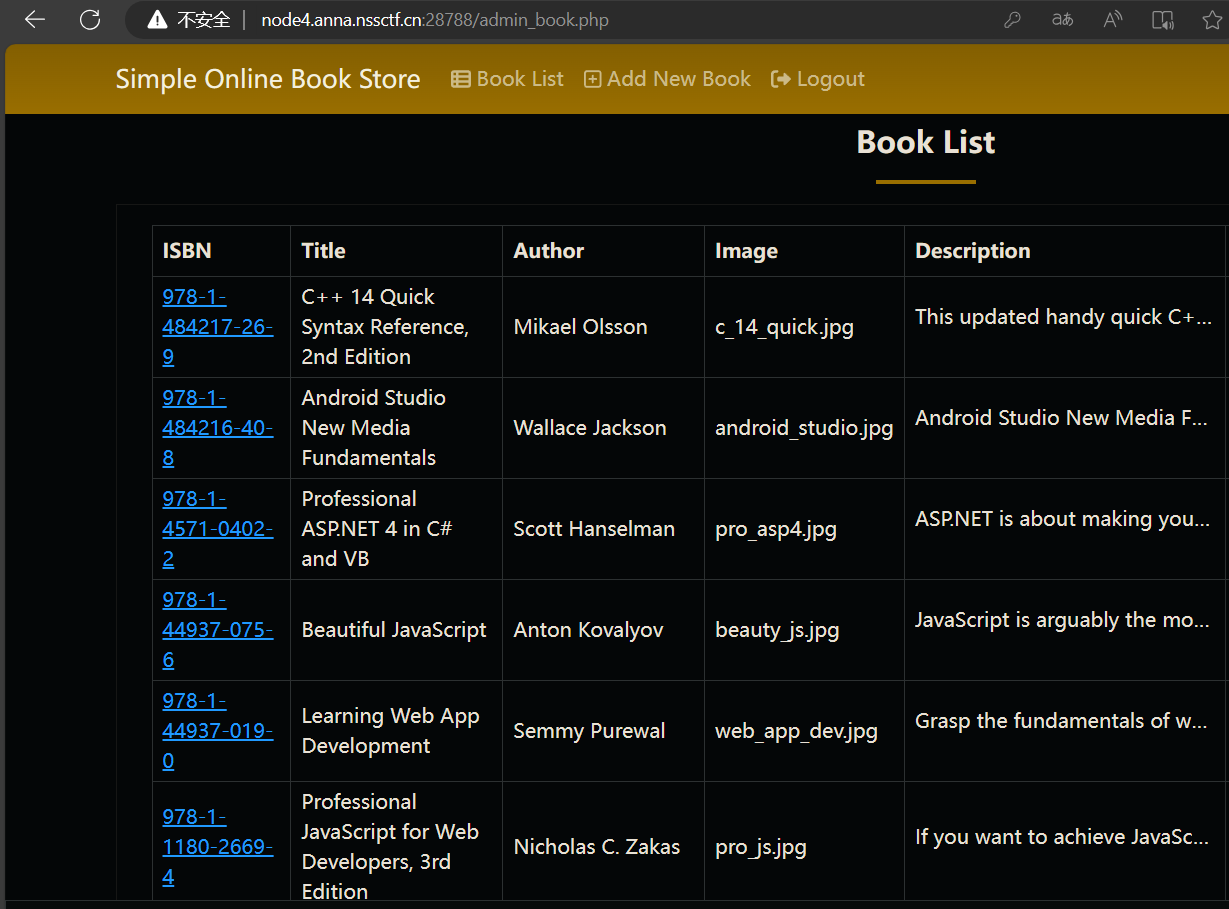 不安全 | node4.anna.nssctf.cn:28788/admin_book.php
Simple Online Book Store Book List Add New Book Logout
Book List
ISBN Title Author Image Description
978-1-
484217-26-
9
C++ 14 Quick
Syntax Reference,
2nd Edition
Mikael Olsson
c_14_quick.jpg
This updated handy quick C+...
978-1-
484216-40-
8
Android Studio
New Media
Fundamentals
Wallace Jackson
android_studio.jpg
Android Studio New Media F...
978-1-
4571-0402-
2
Professional
ASP.NET 4 in C#
and VB
Scott Hanselman
pro_asp4.jpg
ASP.NET is about making you...
978-1-
44937-075-
6
Beautiful JavaScript
Anton Kovalyov
beauty_js.jpg
JavaScript is arguably the mo...
978-1-
44937-019-
0
Learning Web App
Development
Semmy Purewal
web_app_dev.jpg
Grasp the fundamentals of w...
978-1-
1180-2669-
4
Professional
JavaScript for Web
Developers, 3rd
Edition
Nicholas C. Zakas
pro_js.jpg
If you want to achieve JavaSc...